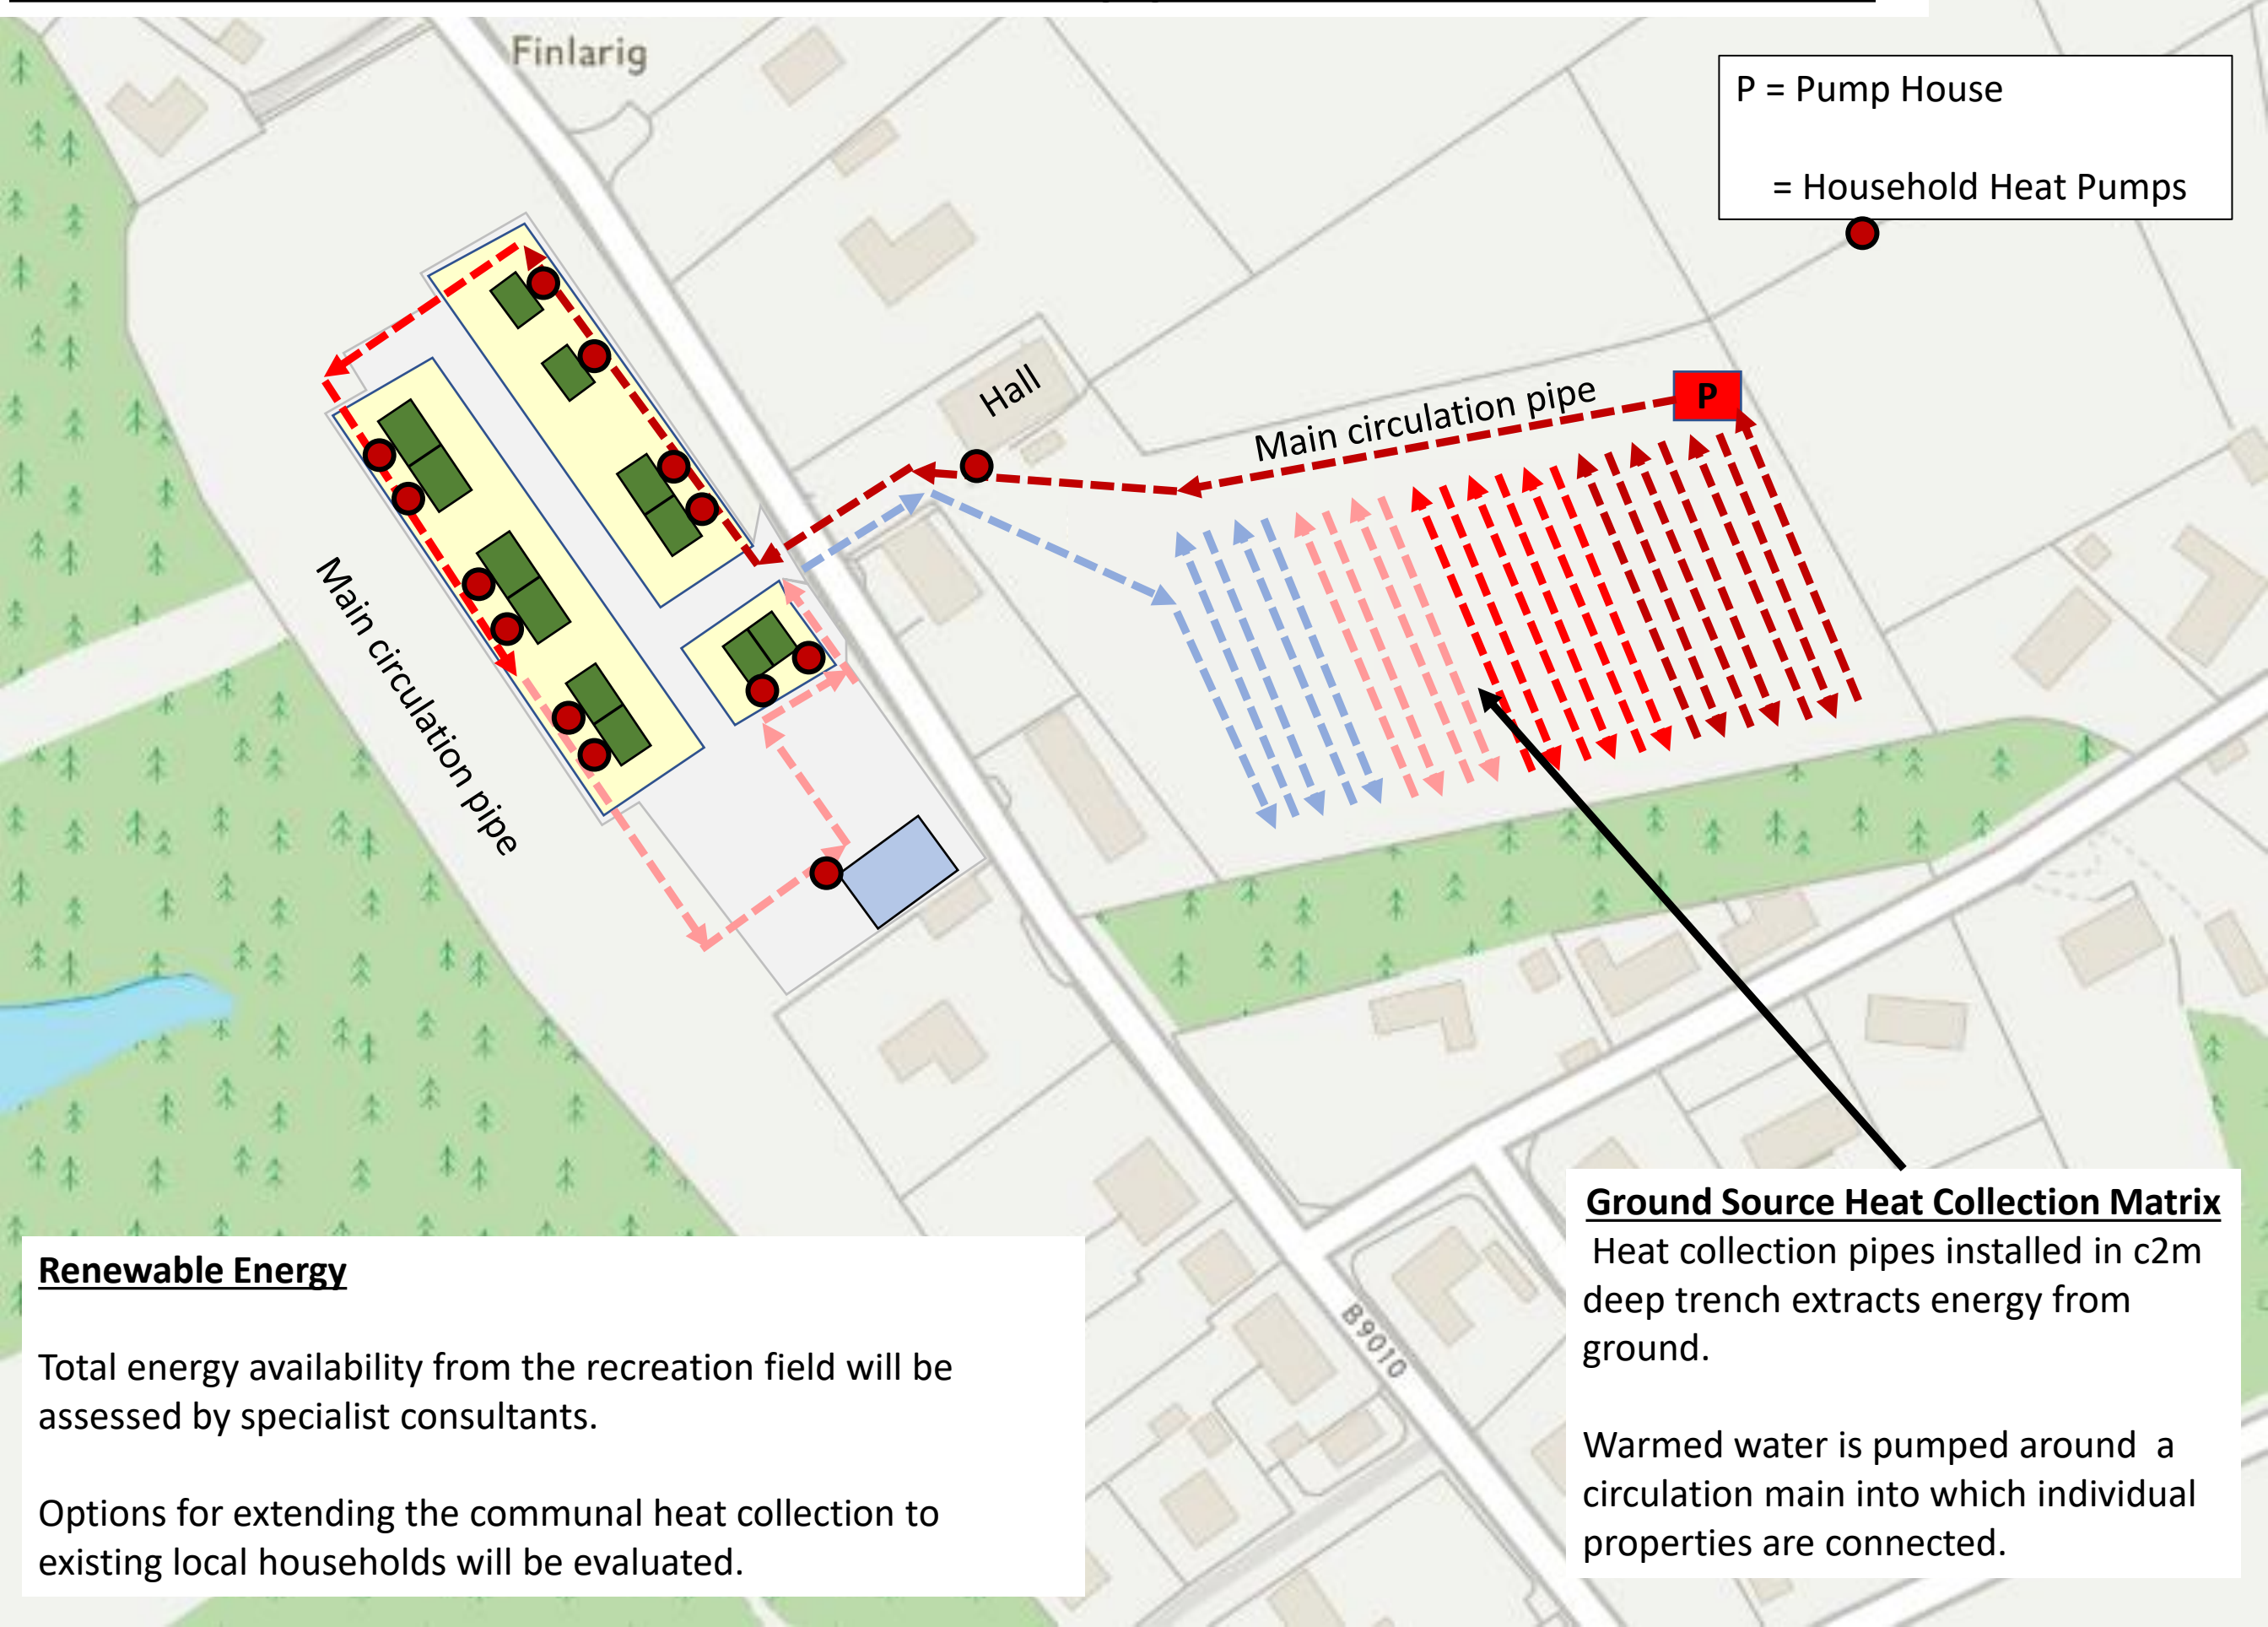 Finlarig
P = Pump House
= Household Heat Pumps
Hall
Main circulation pipe
P
Main circulation pipe
Ground Source Heat Collection Matrix
Heat collection pipes installed in c2m
deep trench extracts energy from
ground.
Warmed water is pumped around a
circulation main into which individual
properties are connected.
Renewable Energy
Total energy availability from the recreation field will be
assessed by specialist consultants.
Options for extending the communal heat collection to
existing local households will be evaluated.
B9010